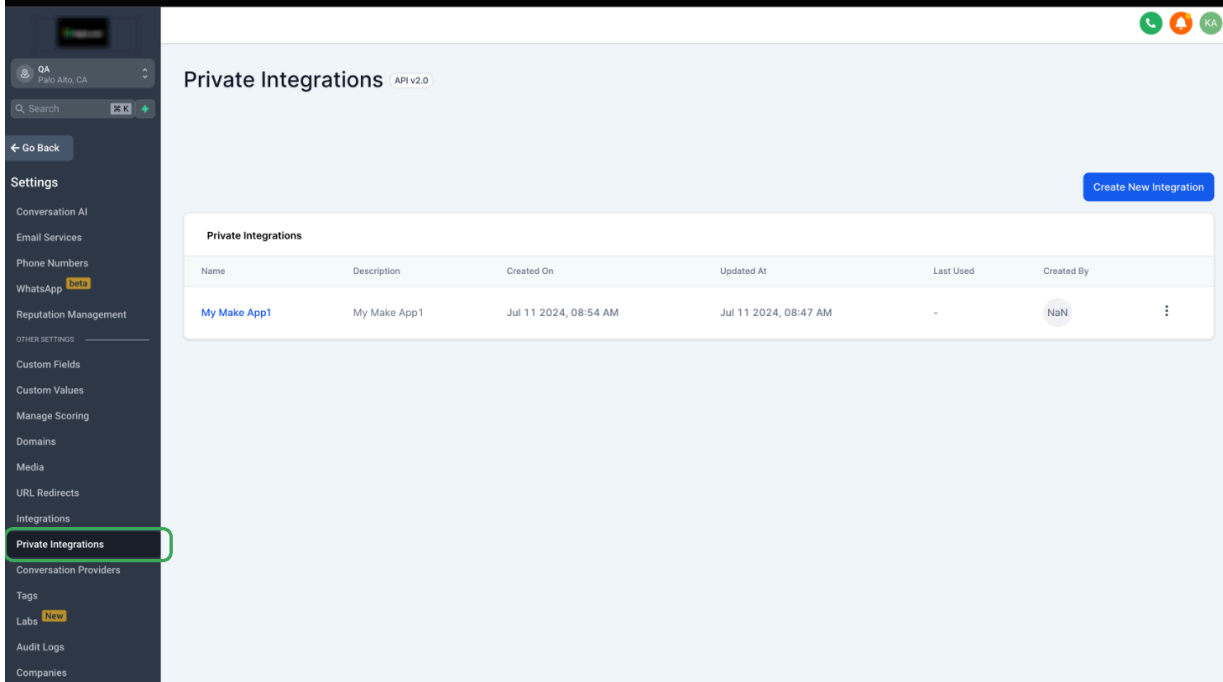 QA
Palo Alto, CA
Search ⌘ K
← Go Back
Settings
Conversation AI
Email Services
Phone Numbers
WhatsApp beta
Reputation Management
OTHER SETTINGS
Custom Fields
Custom Values
Manage Scoring
Domains
Media
URL Redirects
Integrations
Private Integrations
Conversation Providers
Tags
Labs New
Audit Logs
Companies
KA
Private Integrations API v2.0
Create New Integration
Private Integrations
Name Description Created On Updated At Last Used Created By
My Make App1 My Make App1 Jul 11 2024, 08:54 AM Jul 11 2024, 08:47 AM - NaN